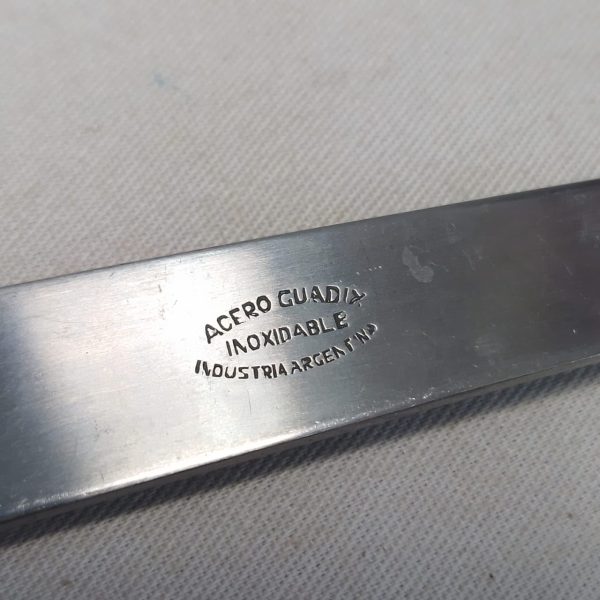 ACERO GUADIX
INOXIDABLE
INDUSTRIA ARGENTINA